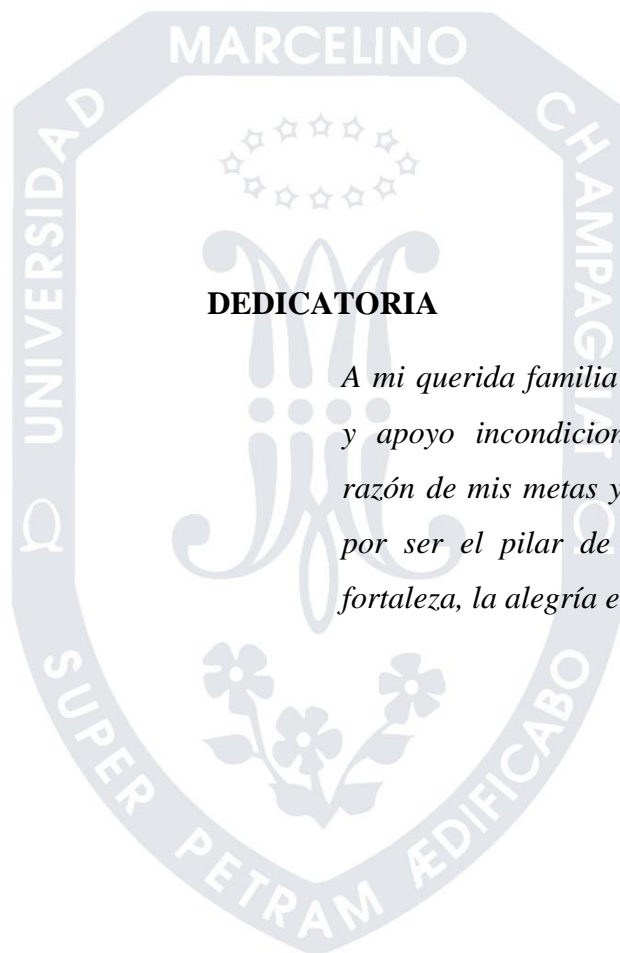 MARCELINO
UNIVERSIDAD
CHAMPAGNAT
DEDICATORIA
A mi querida familia
y apoyo incondicion
razón de mis metas y
por ser el pilar de
fortaleza, la alegría e
SUPER PETRAM ÆDIFICABO